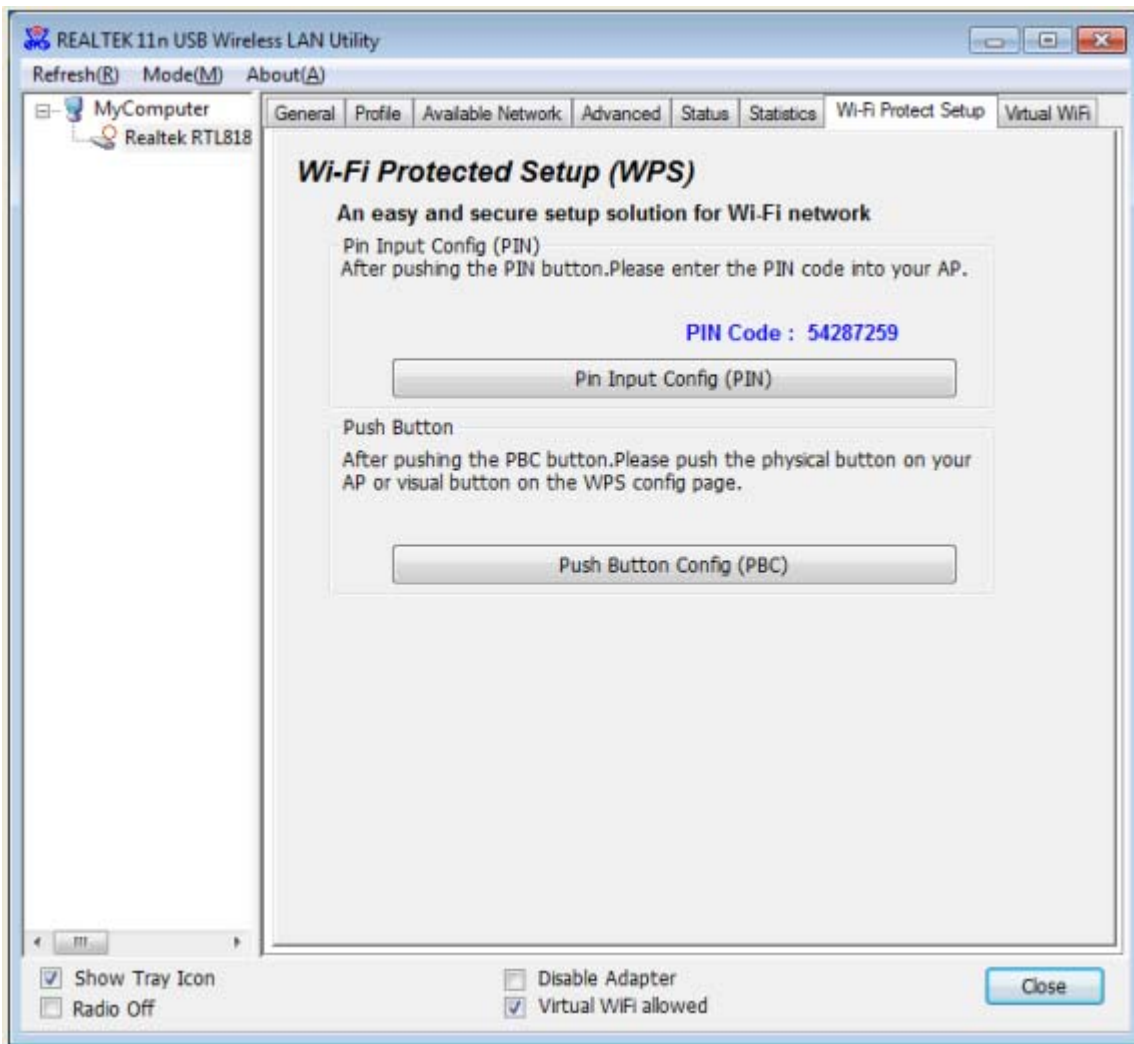 REALTEK 11n USB Wireless LAN Utility
Refresh(R) Mode(M) About(A)
MyComputer
Realtek RTL818
General Profile Available Network Advanced Status Statistics Wi-Fi Protect Setup Virtual WiFi
Wi-Fi Protected Setup (WPS)
An easy and secure setup solution for Wi-Fi network
Pin Input Config (PIN)
After pushing the PIN button.Please enter the PIN code into your AP.
PIN Code : 54287259
Pin Input Config (PIN)
Push Button
After pushing the PBC button.Please push the physical button on your
AP or visual button on the WPS config page.
Push Button Config (PBC)
Show Tray Icon
Radio Off
Disable Adapter
Virtual WiFi allowed
Close